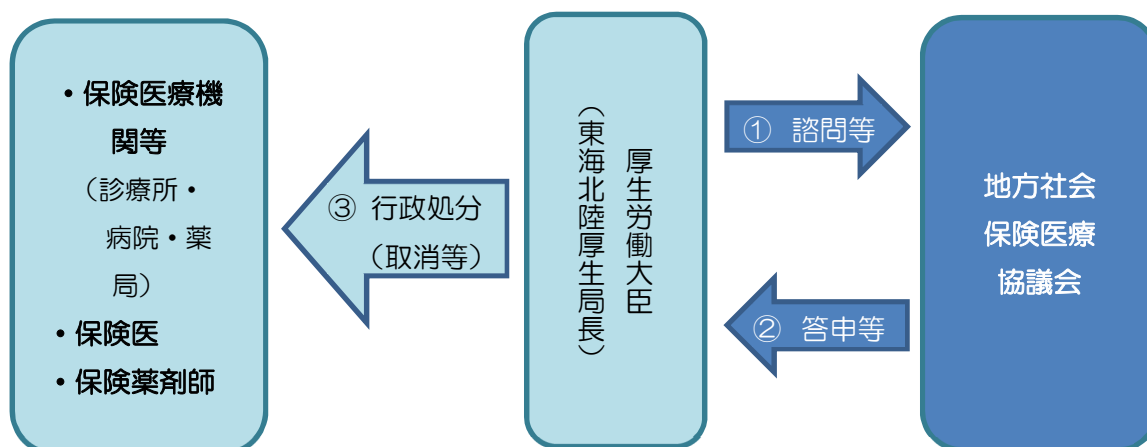 ・保険医療機
関等
（診療所・
病院・薬
局）
・保険医
・保険薬剤師
③ 行政処分
（取消等）
厚生労働大臣
（東海北陸厚生局長）
① 諮問等
② 答申等
地方社会
保険医療
協議会